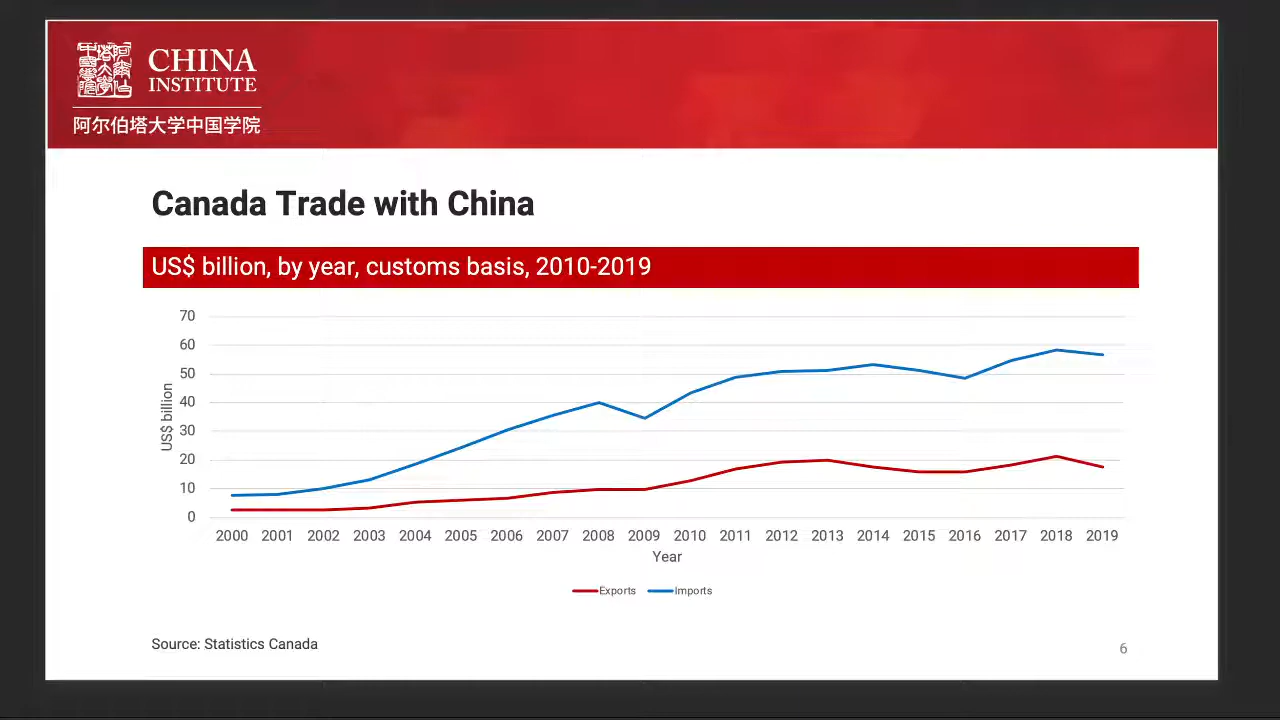 CHINA
INSTITUTE
阿尔伯塔大学中国学院
Canada Trade with China
US$ billion, by year, customs basis, 2010-2019
70
60
50
40
30
20
10
0
US$ billion
2000 2001 2002 2003 2004 2005 2006 2007 2008 2009 2010 2011 2012 2013 2014 2015 2016 2017 2018 2019
Year
Exports Imports
Source: Statistics Canada
6